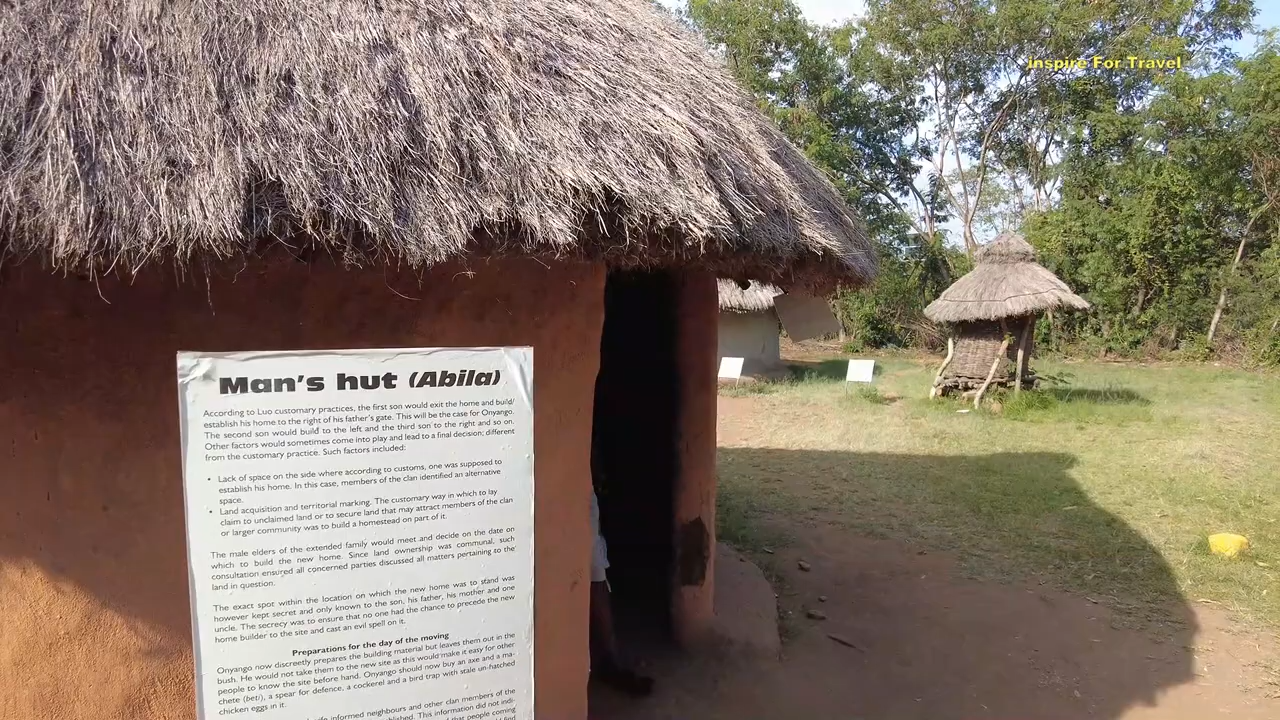 inspire For Travel
Man's hut (Abila)
According to Luo customary practices, the first son would exit the home and build/
establish his home to the right of his father's gate. This will be the case for Onyango.
The second son would build to the left and the third son to the right and so on.
Other factors would sometimes come into play and lead to a final decision; different
from the customary practice. Such factors included:
• Lack of space on the side where according to customs, one was supposed to
establish his home. In this case, members of the clan identified an alternative
space.
• Land acquisition and territorial marking. The customary way in which to lay
claim to unclaimed land or to secure land that may attract members of the clan
or larger community was to build a homestead on part of it.
The male elders of the extended family would meet and decide on the date on
which to build the new home. Since land ownership was communal, such
consultation ensured all concerned parties discussed all matters pertaining to the
land in question.
The exact spot within the location on which the new home was to stand was
however kept secret and only known to the son, his father, his mother and one
uncle. The secrecy was to ensure that no one had the chance to precede the new
home builder to the site and cast an evil spell on it.
Preparations for the day of the moving
Onyango now discreetly prepares the building material but leaves them out in the
bush. He would not take them to the new site as this would make it easy for other
people to know the site before hand. Onyango should now buy an axe and a ma-
chete (beti), a spear for defence, a cockerel and a bird trap with stale un-hatched
chicken eggs in it.
informed neighbours and other clan members of the
This information did not indi-
that people coming